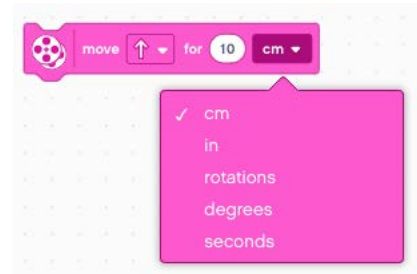 move for 10 cm
cm
in
rotations
degrees
seconds